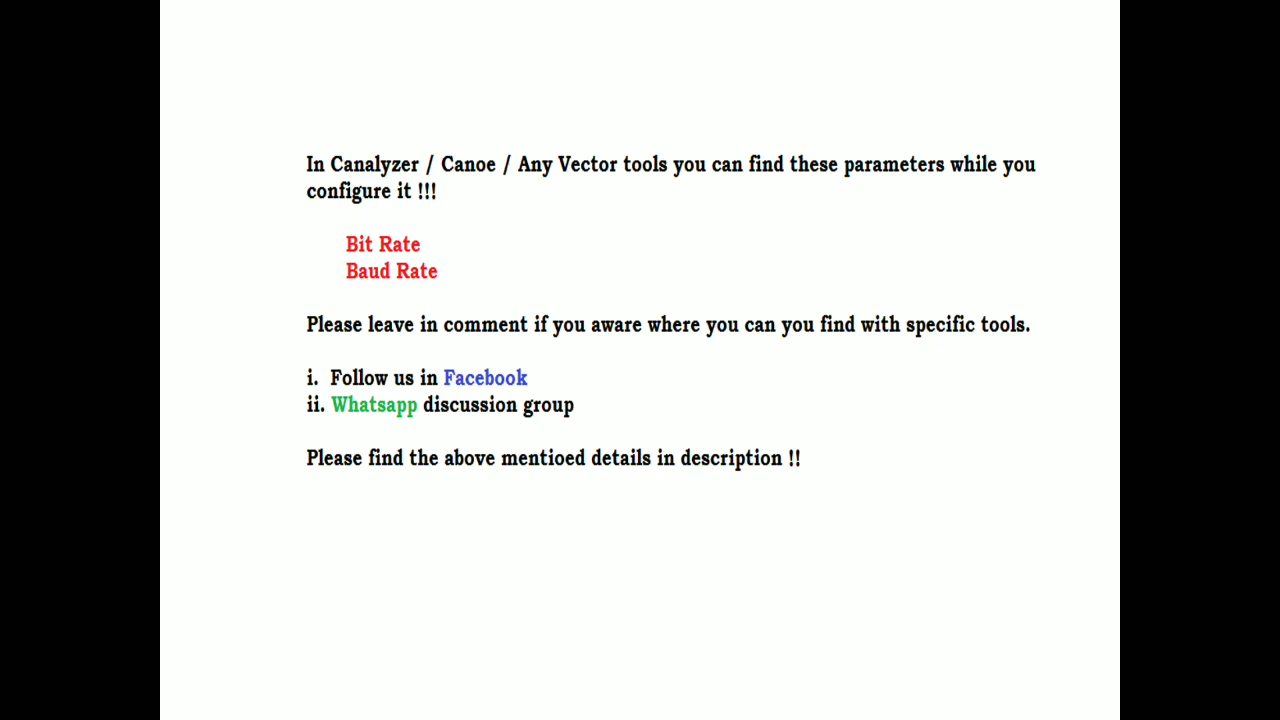 In Canalyzer / Canoe / Any Vector tools you can find these parameters while you
configure it !!!
Bit Rate
Baud Rate
Please leave in comment if you aware where you can you find with specific tools.
i. Follow us in Facebook
ii. Whatsapp discussion group
Please find the above mentioed details in description !!